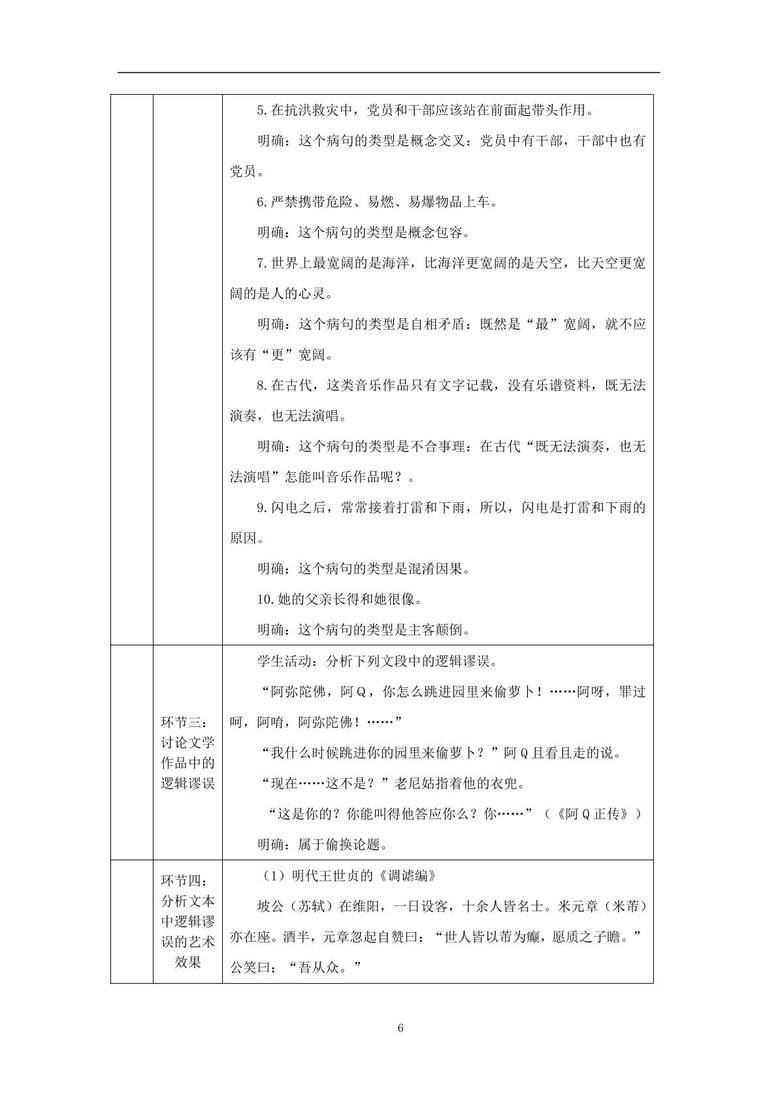 5.在抗洪救灾中，党员和干部应该站在前面起带头作用。
明确：这个病句的类型是概念交叉：党员中有干部，干部中也有
党员。
6.严禁携带危险、易燃、易爆物品上车。
明确：这个病句的类型是概念包容。
7.世界上最宽阔的是海洋，比海洋更宽阔的是天空，比天空更宽
阔的是人的心灵。
明确：这个病句的类型是自相矛盾：既然是“最”宽阔，就不应
该有“更”宽阔。
8.在古代，这类音乐作品只有文字记载，没有乐谱资料，既无法
演奏，也无法演唱。
明确：这个病句的类型是不合事理：在古代“既无法演奏，也无
法演唱”怎能叫音乐作品呢？。
9.闪电之后，常常接着打雷和下雨，所以，闪电是打雷和下雨的
原因。
明确：这个病句的类型是混淆因果。
10.她的父亲长得和她很像。
明确：这个病句的类型是主客颠倒。
环节三：
讨论文学
作品中的
逻辑谬误
学生活动：分析下列文段中的逻辑谬误。
“阿弥陀佛，阿Ｑ，你怎么跳进园里来偷萝卜！……阿呀，罪过
呵，阿唷，阿弥陀佛！……”
“我什么时候跳进你的园里来偷萝卜？”阿Ｑ且看且走的说。
“现在……这不是？”老尼姑指着他的衣兜。
“这是你的？你能叫得他答应你么？你……”（《阿Ｑ正传》）
明确：属于偷换论题。
环节四：
分析文本
中逻辑谬
误的艺术
效果
（1）明代王世贞的《调谑编》
坡公（苏轼）在维阳，一日设客，十余人皆名士。米元章（米芾）
亦在座。酒半，元章忽起自赞曰：“世人皆以芾为癫，愿质之子瞻。”
公笑曰：“吾从众。”
6